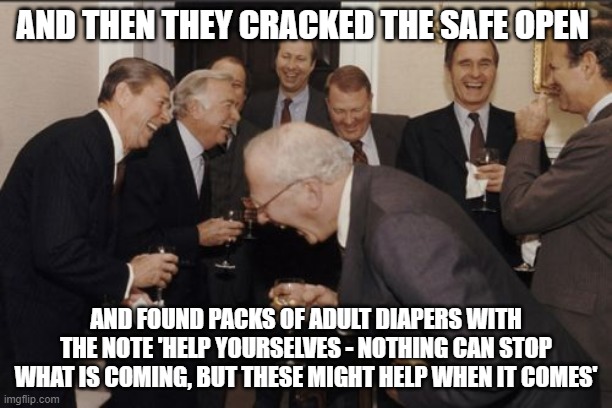 AND THEN THEY CRACKED THE SAFE OPEN
AND FOUND PACKS OF ADULT DIAPERS WITH
THE NOTE 'HELP YOURSELVES - NOTHING CAN STOP
WHAT IS COMING, BUT THESE MIGHT HELP WHEN IT COMES'
imgflip.com